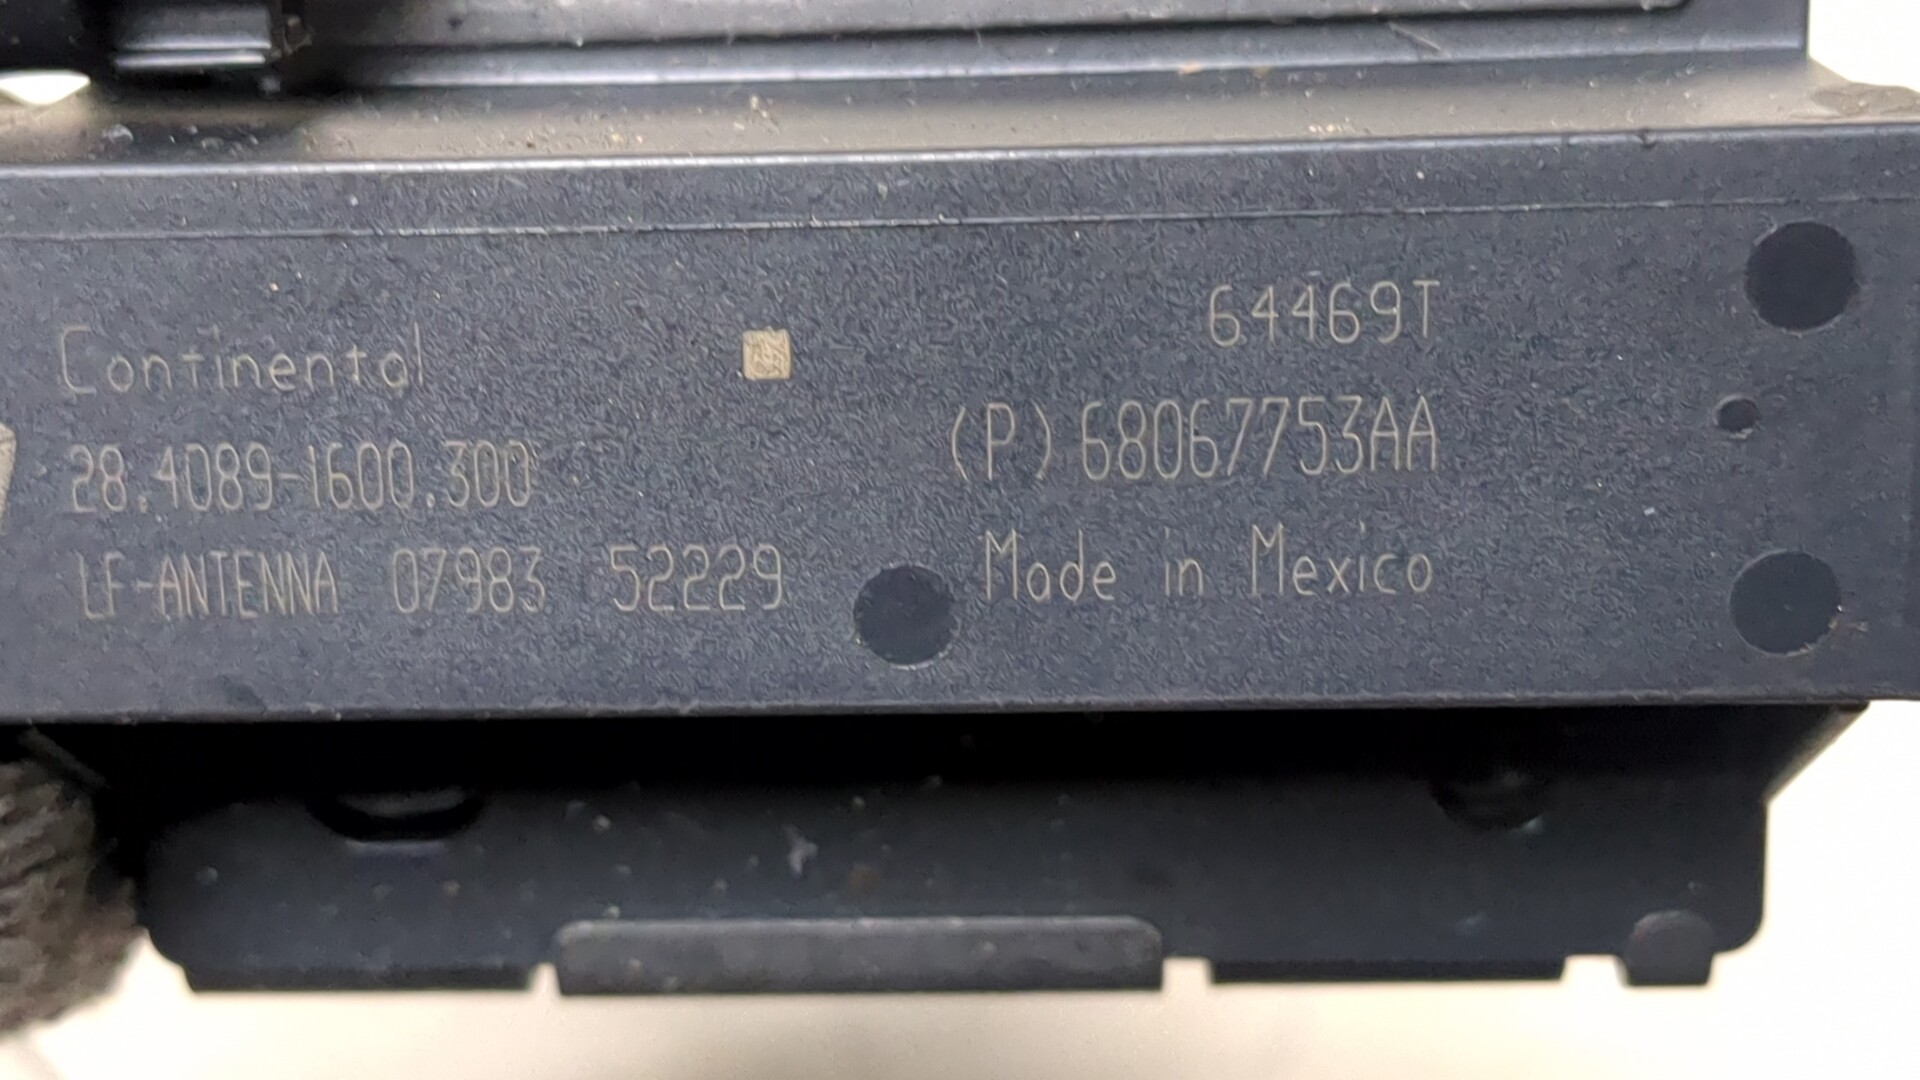 Continental
28.4089-1600.300
LF-ANTENNA 07983 52229
64469T
(P) 68067753AA
Made in Mexico